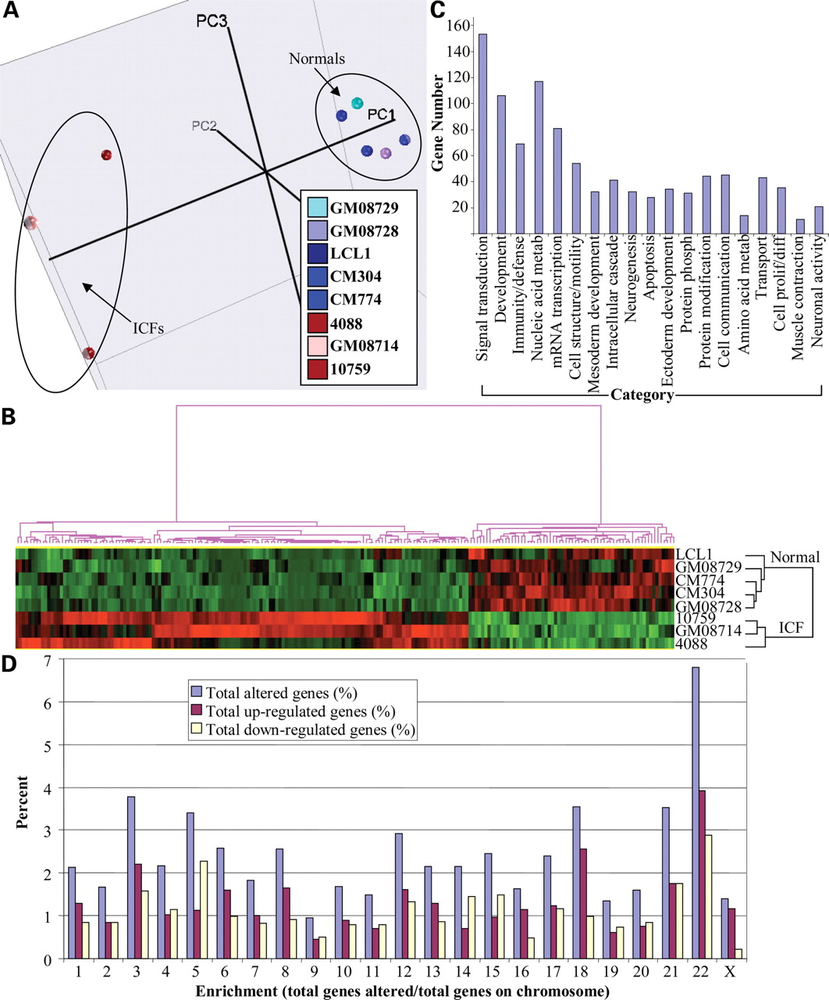 A
PC3
Normals
PC1
PC2
ICFs
GM08729
GM08728
LCL1
CM304
CM774
4088
GM08714
10759
C
Gene Number
160
140
120
100
80
60
40
20
Signal transduction
Development
Immunity/defense
Nucleic acid metab
mRNA transcription
Cell structure/motility
Mesoderm development
Intracellular cascade
Neurogenesis
Apoptosis
Ectoderm development
Protein phosph
Protein modification
Cell communication
Amino acid metab
Transport
Cell prolif/diff
Muscle contraction
Neuronal activity
Category
B
LCL1
GM08729
CM774
CM304
GM08728
10759
GM08714
4088
Normal
ICF
D
Percent
7
6
5
4
3
2
1
0
Total altered genes (%)
Total up-regulated genes (%)
Total down-regulated genes (%)
1 2 3 4 5 6 7 8 9 10 11 12 13 14 15 16 17 18 19 20 21 22 X
Enrichment (total genes altered/total genes on chromosome)